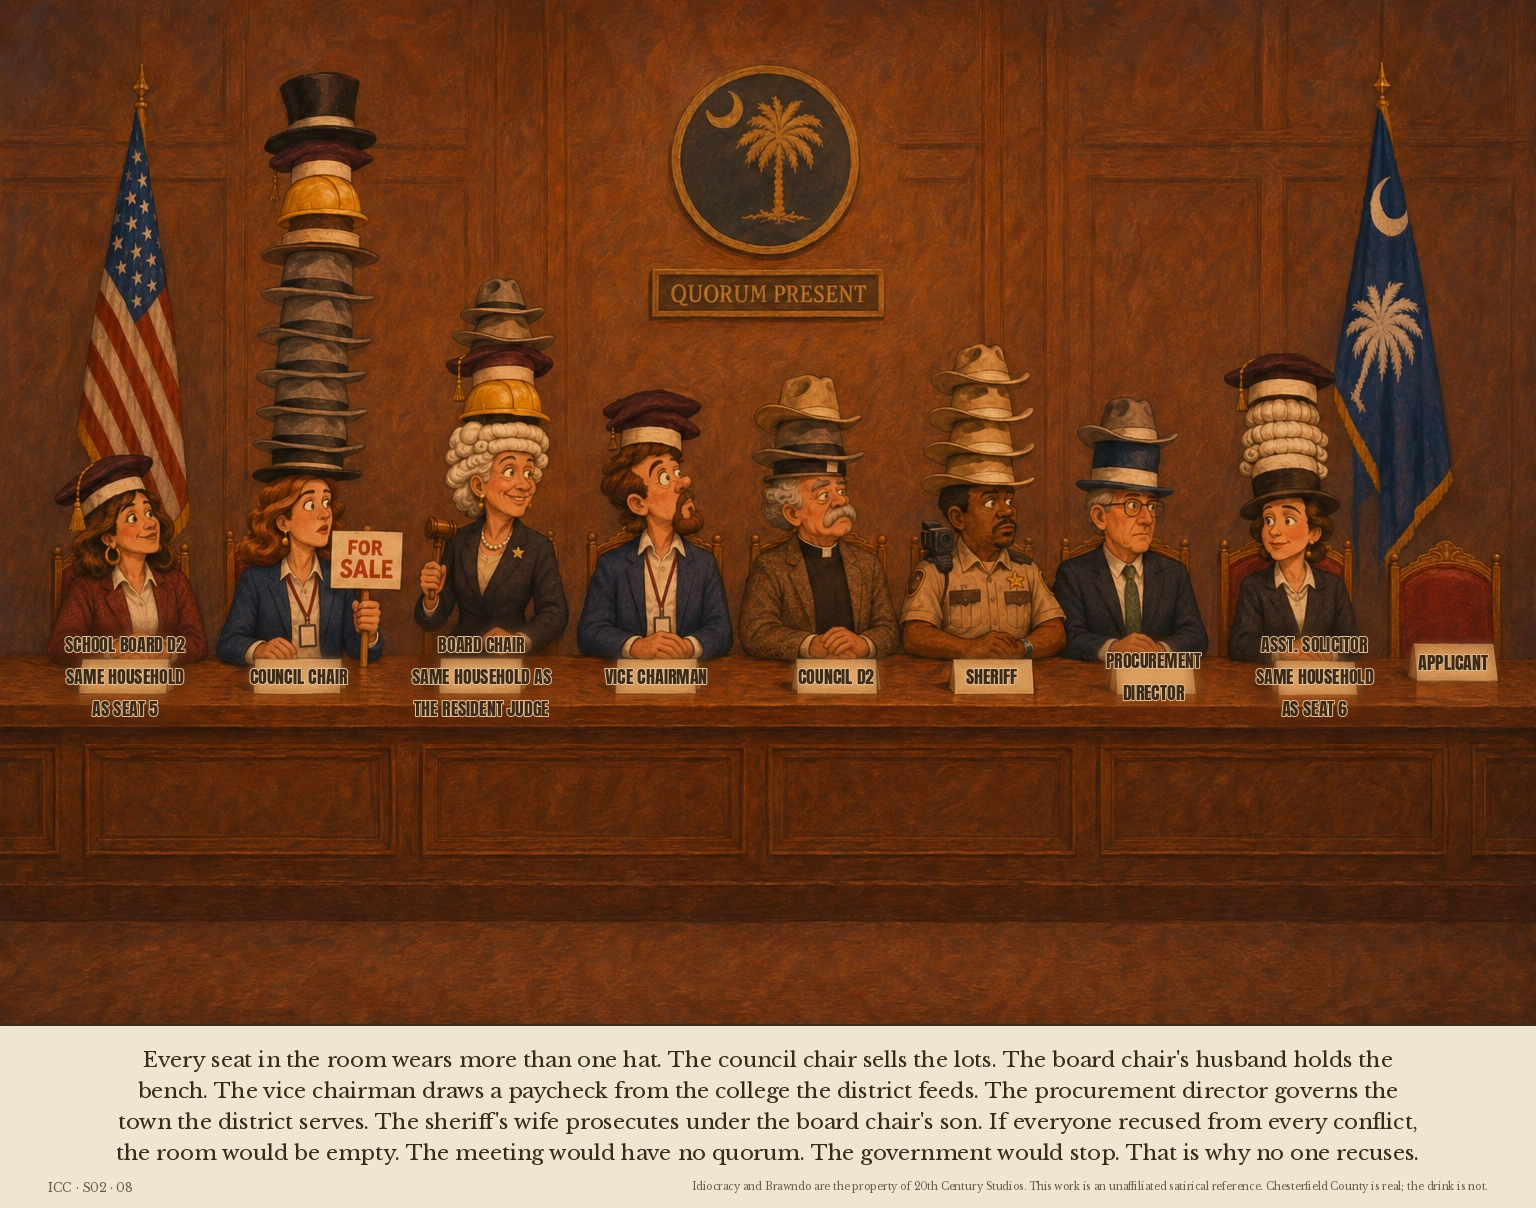 QUORUM PRESENT
FOR
SALE
SCHOOL BOARD D2
SAME HOUSEHOLD
AS SEAT 5
COUNCIL CHAIR
BOARD CHAIR
SAME HOUSEHOLD AS
THE RESIDENT JUDGE
VICE CHAIRMAN
COUNCIL D2
SHERIFF
PROCUREMENT
DIRECTOR
ASST. SOLICITOR
SAME HOUSEHOLD
AS SEAT 6
APPLICANT
Every seat in the room wears more than one hat. The council chair sells the lots. The board chair's husband holds the
bench. The vice chairman draws a paycheck from the college the district feeds. The procurement director governs the
town the district serves. The sheriff's wife prosecutes under the board chair's son. If everyone recused from every conflict,
the room would be empty. The meeting would have no quorum. The government would stop. That is why no one recuses.
ICC · S02 · 08
Idiocracy and Brawndo are the property of 20th Century Studios. This work is an unaffiliated satirical reference. Chesterfield County is real; the drink is not.